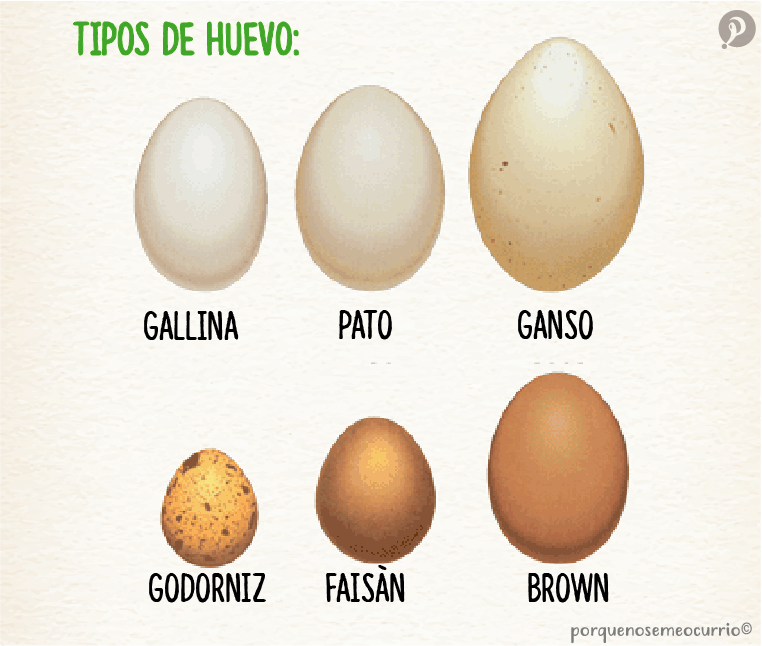 TIPOS DE HUEVO:
GALLINA PATO GANSO
GODORNIZ FAISÀN BROWN
porquenosemeocurrio©